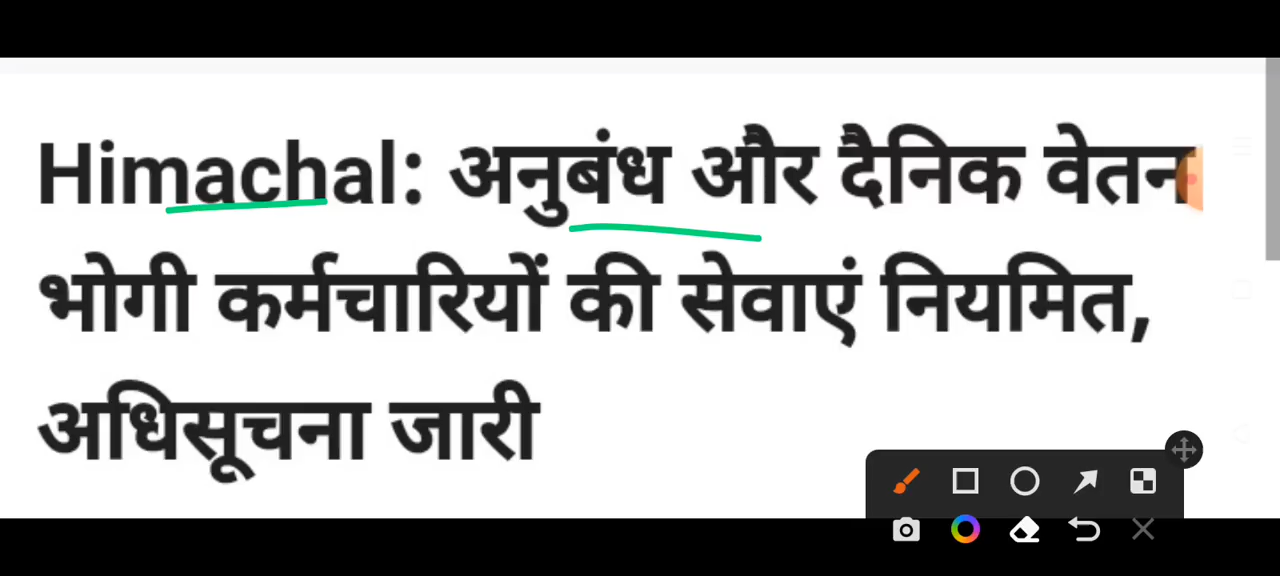 Himachal: अनुबंध और दैनिक वेतन
भोगी कर्मचारियों की सेवाएं नियमित,
अधिसूचना जारी